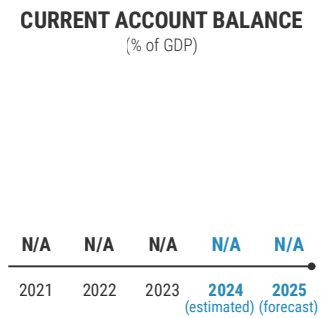 CURRENT ACCOUNT BALANCE
(% of GDP)
N/A N/A N/A N/A N/A
2021 2022 2023 2024 2025
(estimated) (forecast)